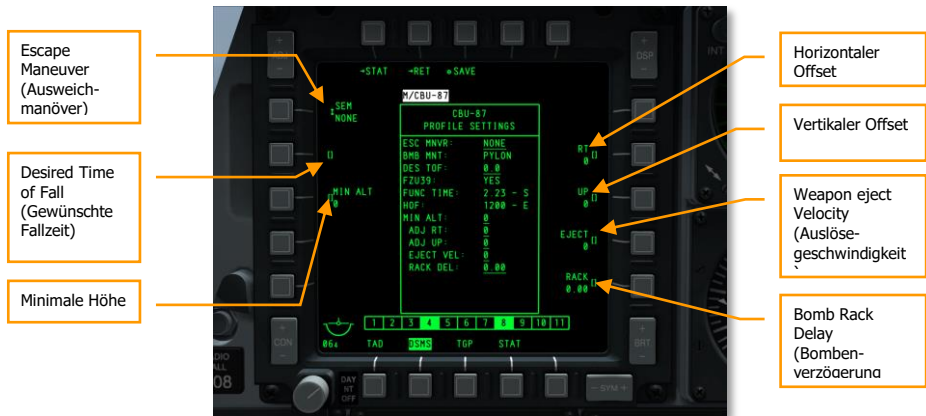 Escape
Maneuver
(Ausweich-
manöver)
Desired Time
of Fall
(Gewünschte
Fallzeit)
Minimale Höhe
Horizontaler
Offset
Vertikaler Offset
Weapon eject
Velocity
(Auslöse-
geschwindigkeit
Bomb Rack
Delay
(Bomben-
verzögerung
ADJ
DSP
INT
→STAT →RET SAVE
M/CBU-87
SEM
NONE
MIN ALT
0
CBU-87
PROFILE SETTINGS
ESC MNVR: NONE
BMB MNT: PYLON
DES TOF: 0.0
FZU39: YES
FUNC TIME: 2.23 - S
HOF: 1200 - E
MIN ALT: 0
ADJ RT: 0
ADJ UP: 0
EJECT VEL: 0
RACK DEL: 0.00
RT
0
UP
0
EJECT
0
RACK
0.00
1 2 3 4 5 6 7 8 9 10 11
TAD DSMS TGP STAT
CON
BRT
DAY
NT
OFF
- SYM +
08